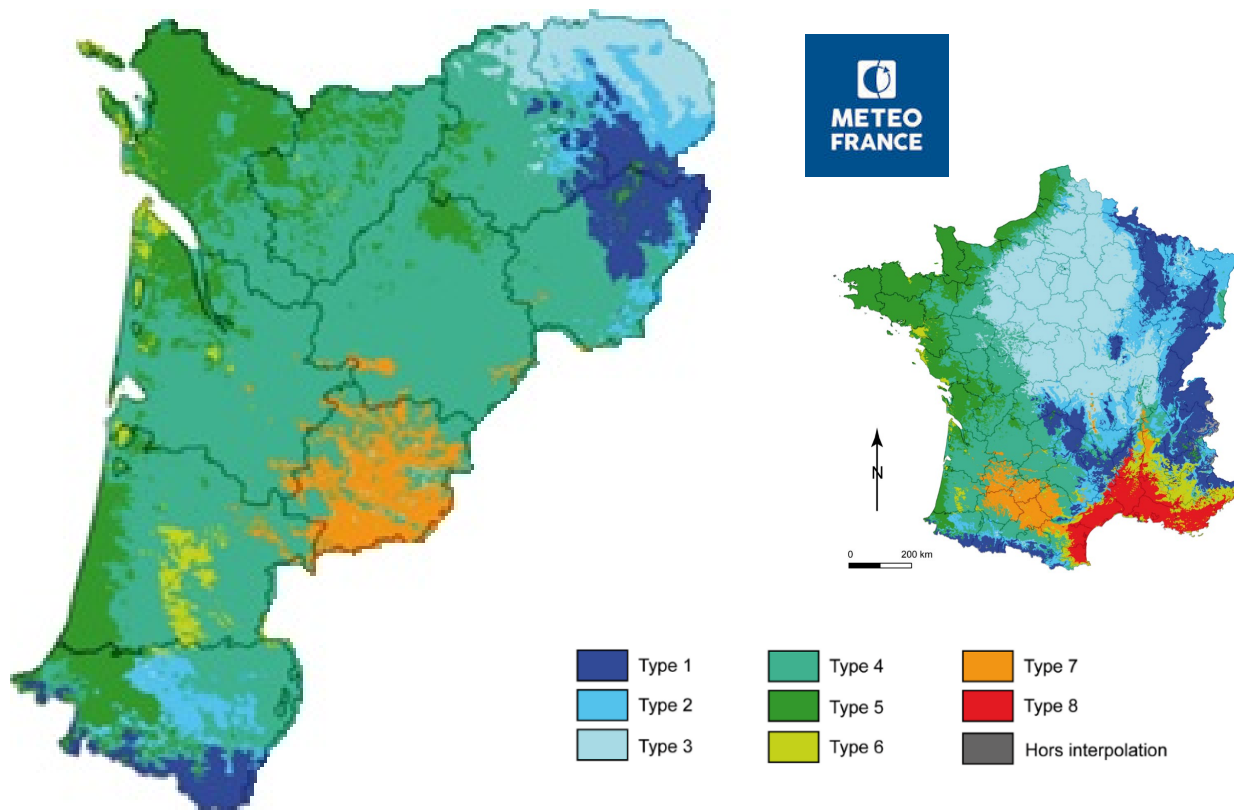 METEO
FRANCE
N
0 200 km
Type 1
Type 4
Type 7
Type 2
Type 5
Type 8
Type 3
Type 6
Hors interpolation